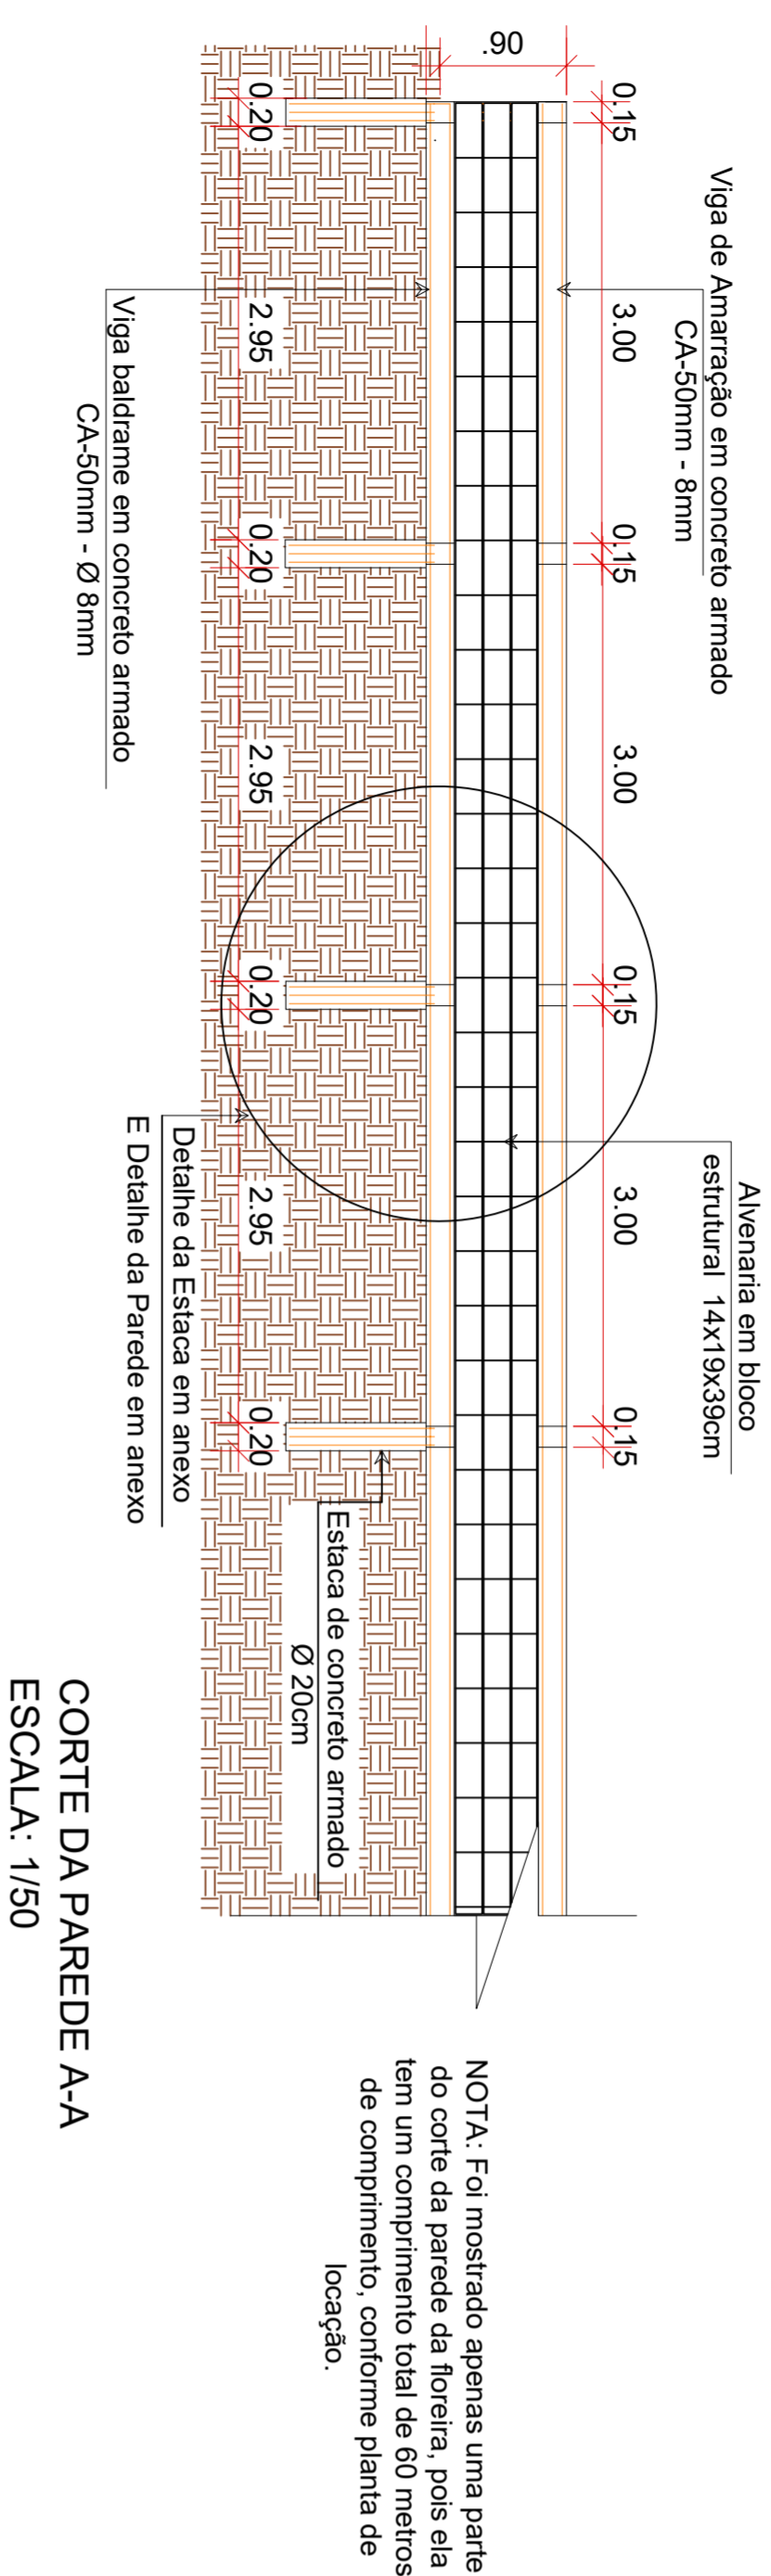 Viga de Amarração em concreto armado
CA-50mm - 8mm
Alvenaria em bloco
estrutural 14x19x39cm
0.15
3.00
0.15
3.00
0.15
3.00
0.15
.90
0.20
2.95
0.20
2.95
0.20
2.95
0.20
Viga baldrame em concreto armado
CA-50mm - Ø 8mm
Detalhe da Estaca em anexo
E Detalhe da Parede em anexo
Estaca de concreto armado
Ø 20cm
NOTA: Foi mostrado apenas uma parte
do corte da parede da floreira, pois ela
tem um comprimento total de 60 metros
de comprimento, conforme planta de
locação.
CORTE DA PAREDE A-A
ESCALA: 1/50